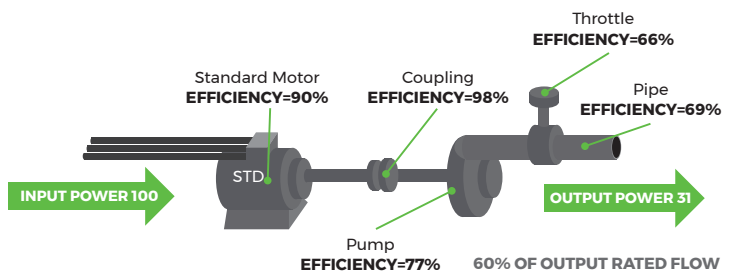 Throttle
EFFICIENCY=66%
Standard Motor
EFFICIENCY=90%
Coupling
EFFICIENCY=98%
Pipe
EFFICIENCY=69%
STD
INPUT POWER 100
OUTPUT POWER 31
Pump
EFFICIENCY=77%
60% OF OUTPUT RATED FLOW